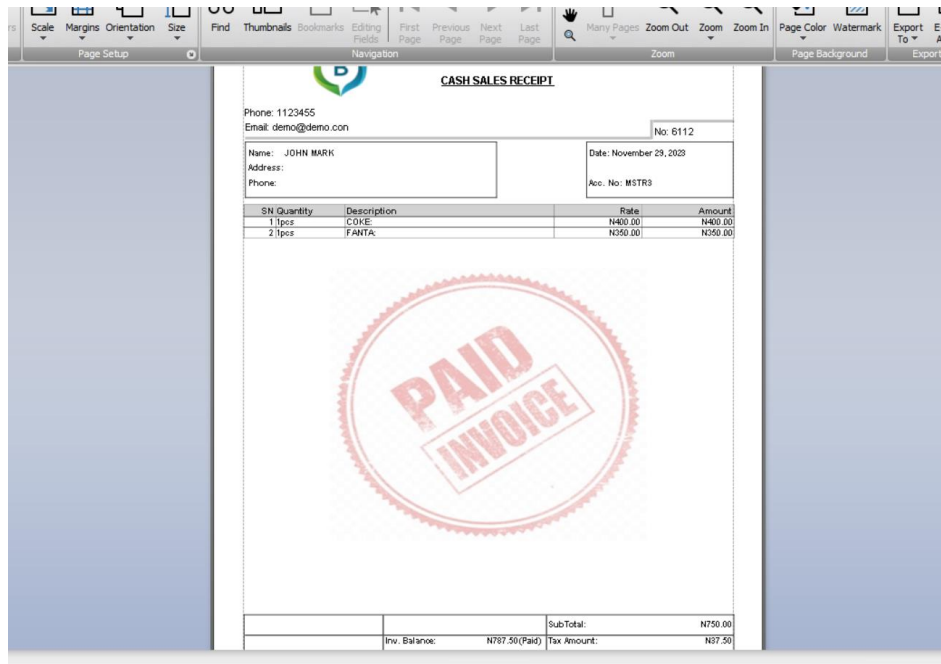 Scale Margins Orientation Size Find Thumbnails Bookmarks Editing Fields First Page Previous Page Next Page Last Page Many Pages Zoom Out Zoom Zoom In Page Color Watermark Export To
Page Setup Navigation Zoom Page Background Export
CASH SALES RECEIPT
Phone: 1123455
Email: demo@demo.con
No: 6112
Name: JOHN MARK
Date: November 29, 2023
Address:
Phone:
Acc. No: MSTR3
SN Quantity Description Rate Amount
1 1pcs COKE: N400.00 N400.00
2 1pcs FANTA: N350.00 N350.00
PAID
INVOICE
SubTotal: N750.00
Inv. Balance: N787.50(Paid) Tax Amount: N37.50